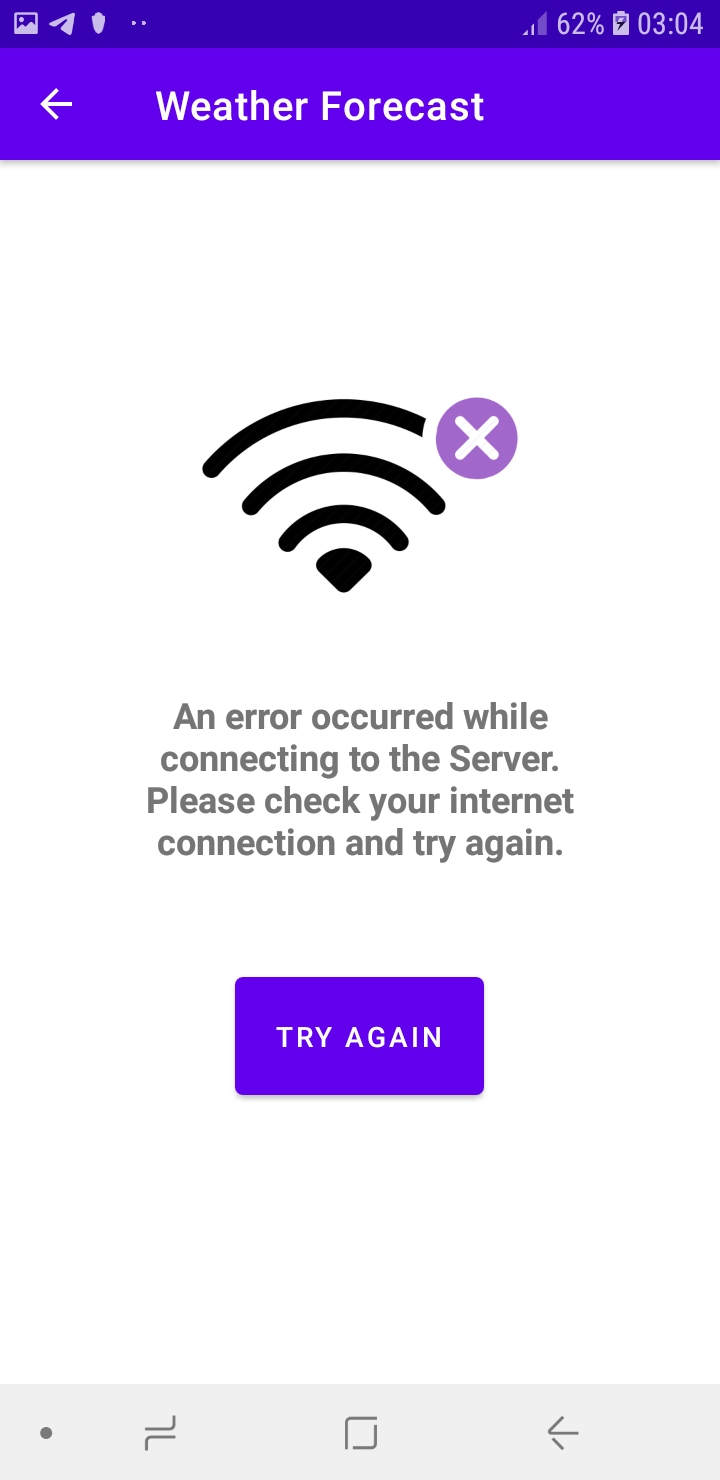 62% 03:04
Weather Forecast
An error occurred while
connecting to the Server.
Please check your internet
connection and try again.
TRY AGAIN